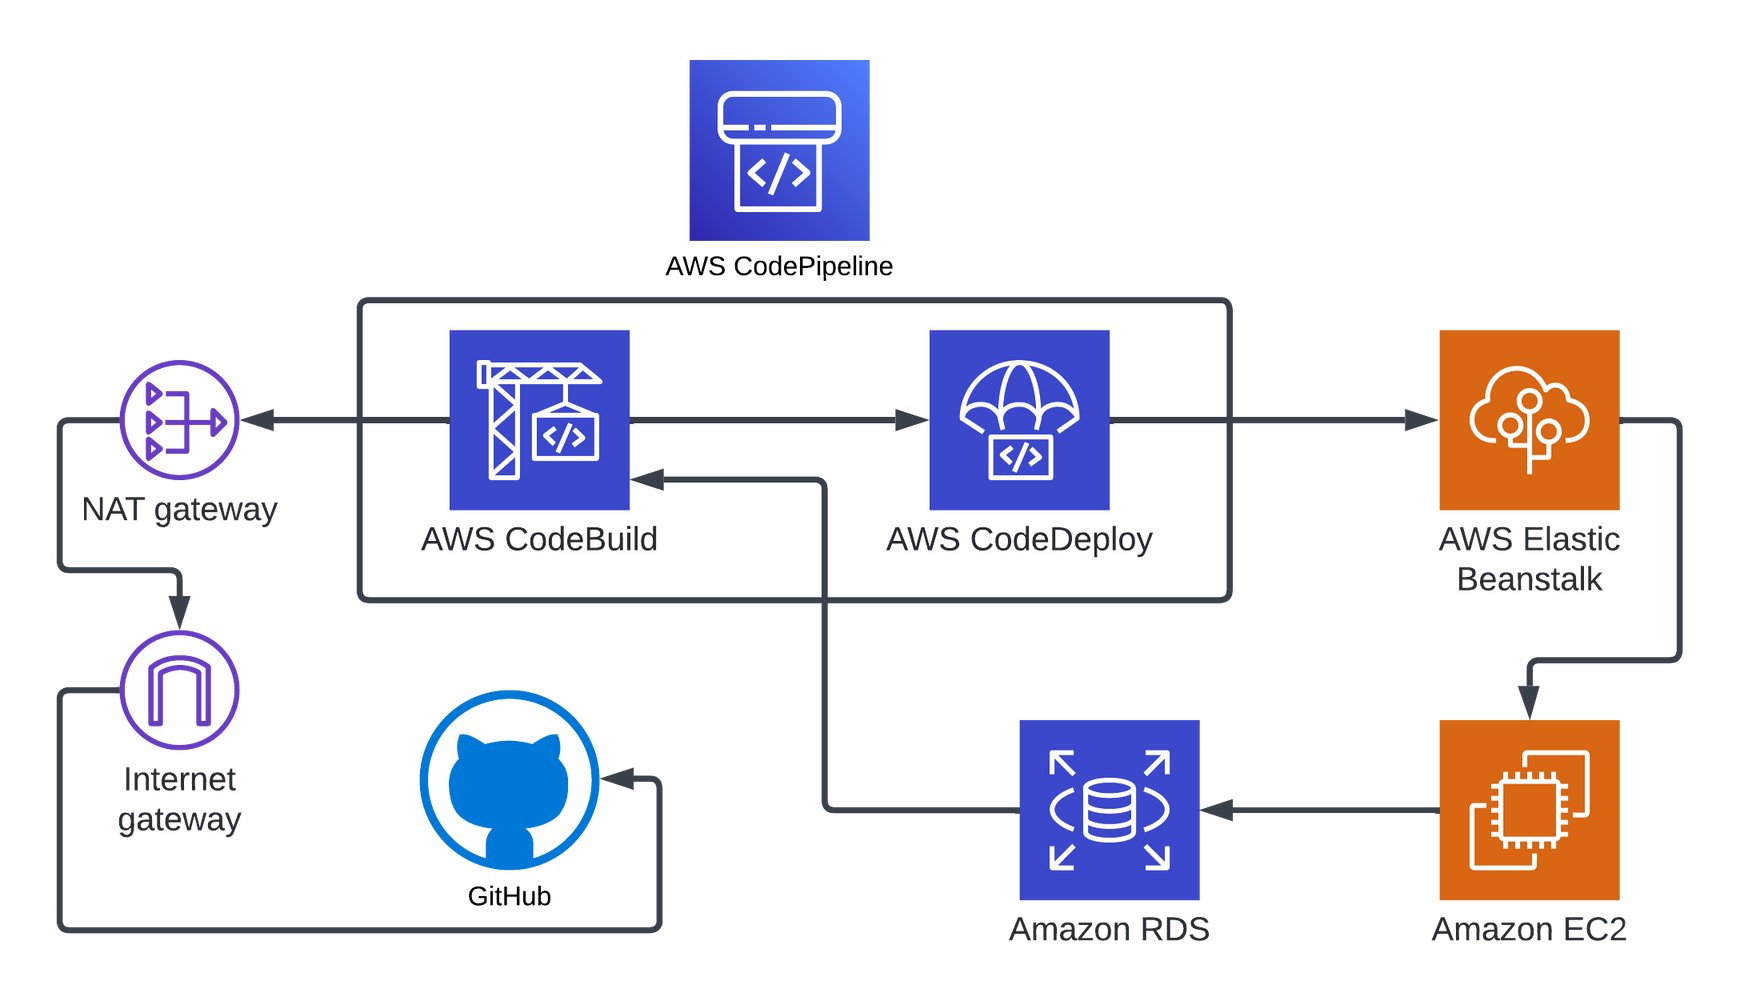 AWS CodePipeline
NAT gateway
AWS CodeBuild
AWS CodeDeploy
AWS Elastic
Beanstalk
Internet
gateway
GitHub
Amazon RDS
Amazon EC2